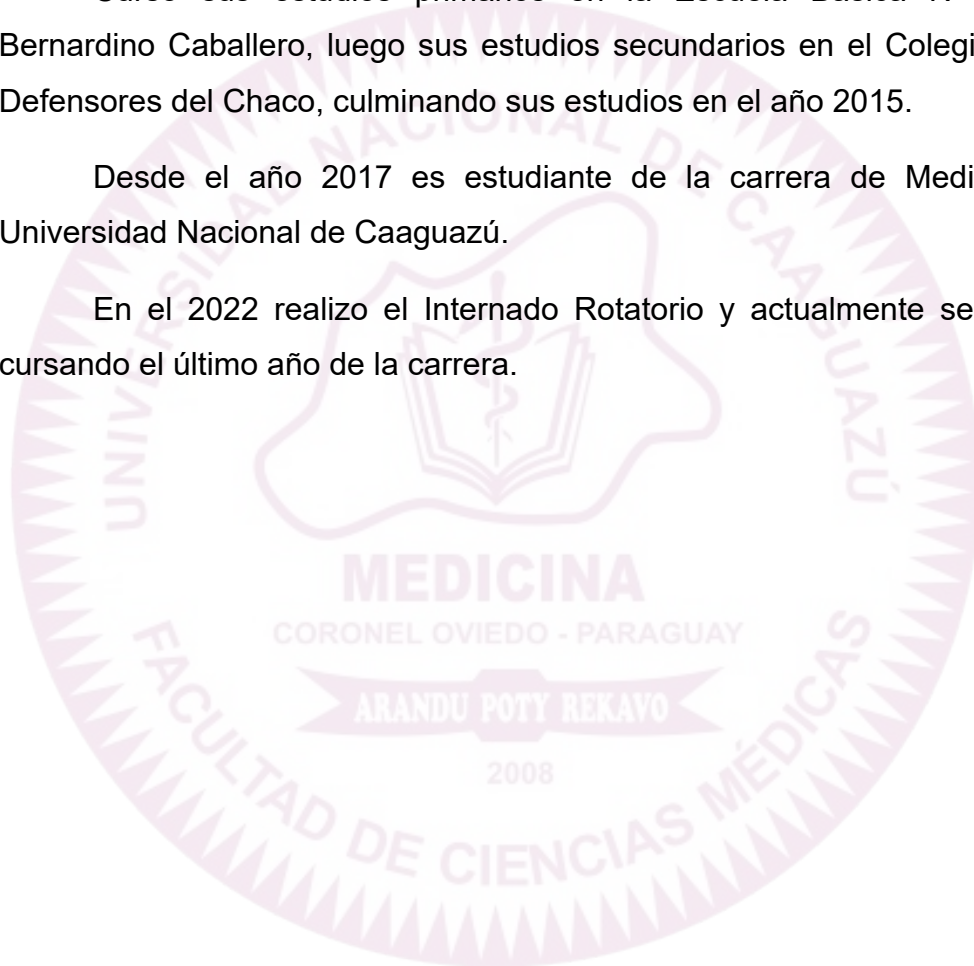 Bernardino Caballero, luego sus estudios secundarios en el Colegi
Defensores del Chaco, culminando sus estudios en el año 2015.
Desde el año 2017 es estudiante de la carrera de Medi
Universidad Nacional de Caaguazú.
En el 2022 realizo el Internado Rotatorio y actualmente se
cursando el último año de la carrera.
UNIVERSIDAD NACIONAL DE CAAGUAZÚ
MEDICINA
CORONEL OVIEDO - PARAGUAY
ARANDU POTY REKAVO
2008
FACULTAD DE CIENCIAS MÉDICAS